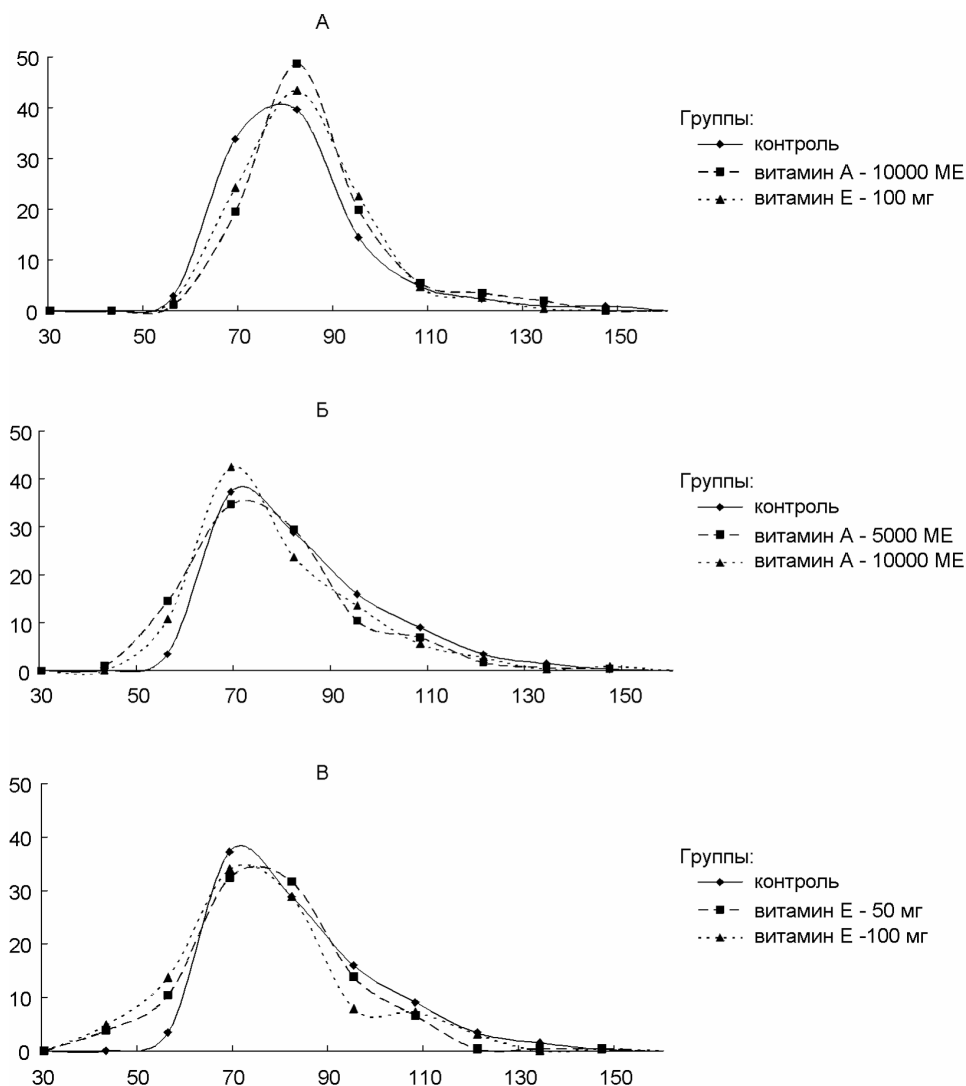 А
50
40
30
20
10
0
30 50 70 90 110 130 150
Группы:
контроль
витамин А - 10000 МЕ
витамин Е - 100 мг
Б
50
40
30
20
10
0
30 50 70 90 110 130 150
Группы:
контроль
витамин А - 5000 МЕ
витамин А - 10000 МЕ
В
50
40
30
20
10
0
30 50 70 90 110 130 150
Группы:
контроль
витамин Е - 50 мг
витамин Е -100 мг